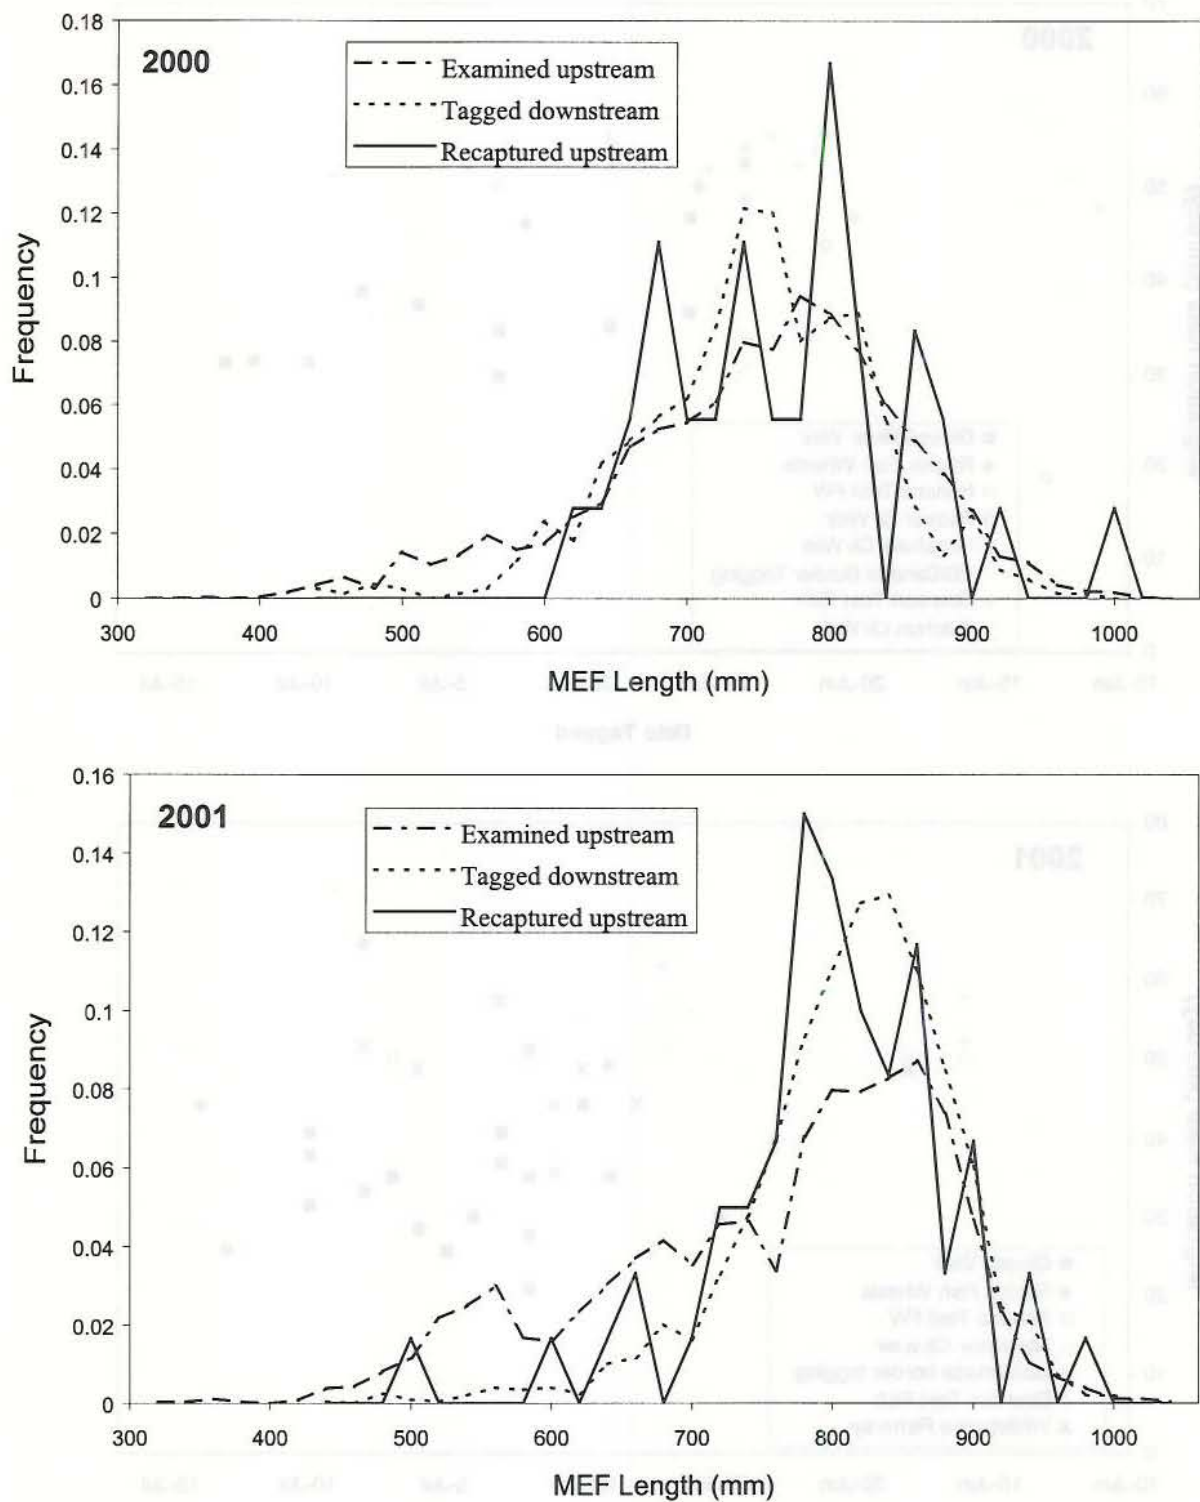 0.18
2000
Examined upstream
Tagged downstream
Recaptured upstream
0.16
0.14
0.12
0.1
0.08
0.06
0.04
0.02
0
Frequency
300 400 500 600 700 800 900 1000
MEF Length (mm)
0.16
2001
Examined upstream
Tagged downstream
Recaptured upstream
0.14
0.12
0.1
0.08
0.06
0.04
0.02
0
Frequency
300 400 500 600 700 800 900 1000
MEF Length (mm)